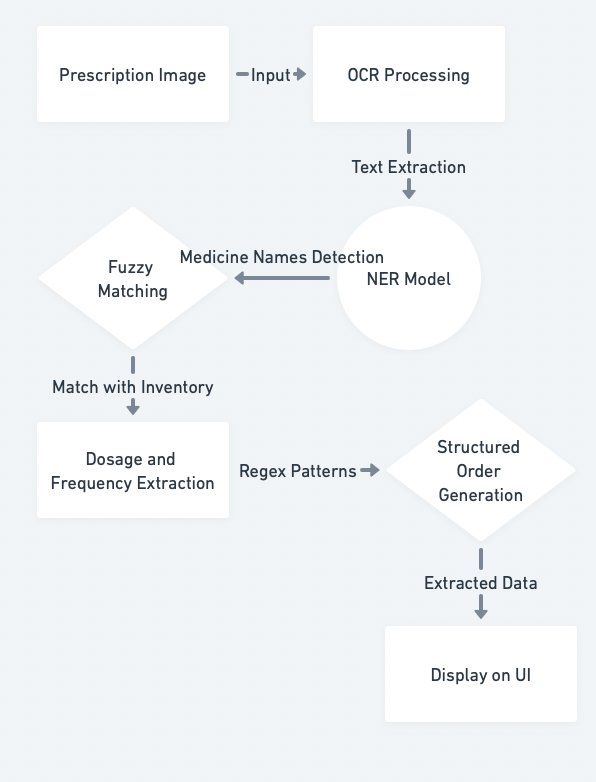 Prescription Image
Input
OCR Processing
Text Extraction
NER Model
Medicine Names Detection
Fuzzy
Matching
Match with Inventory
Dosage and
Frequency Extraction
Regex Patterns
Structured
Order
Generation
Extracted Data
Display on UI